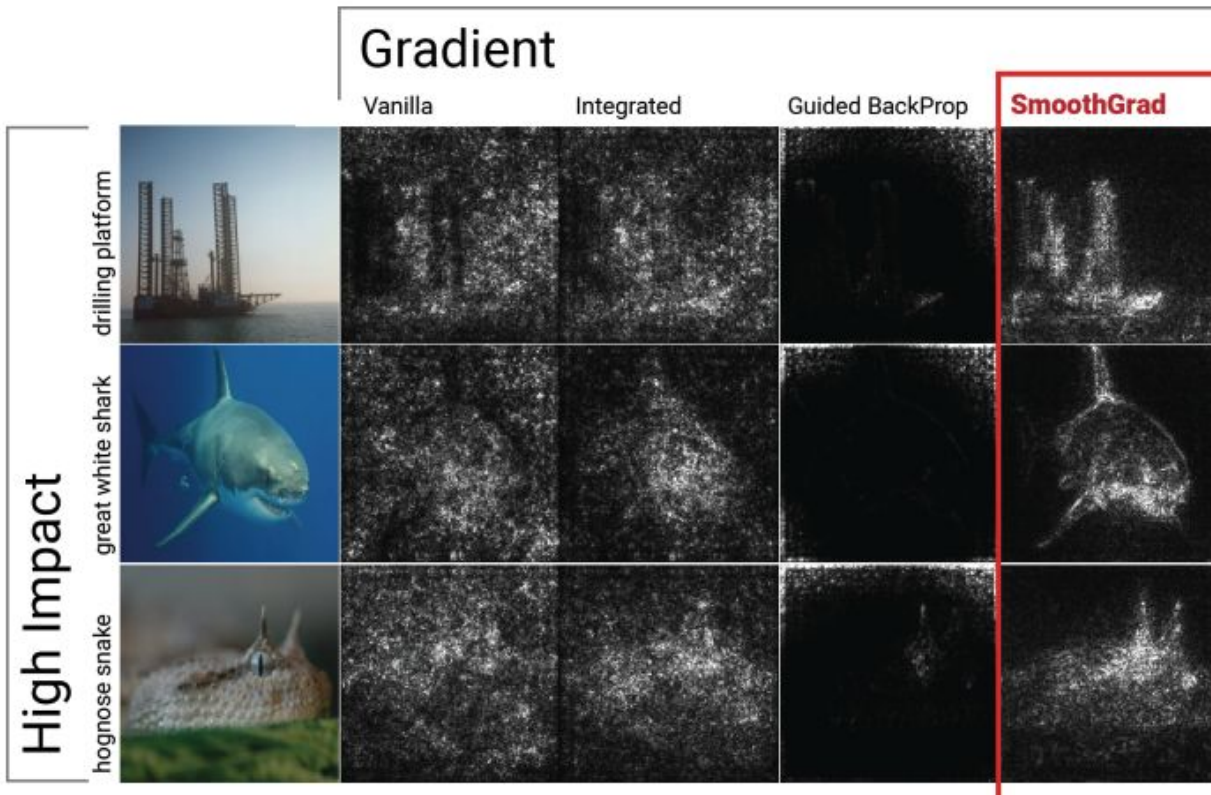 Gradient
Vanilla
Integrated
Guided BackProp
SmoothGrad
High Impact
drilling platform
great white shark
hognose snake